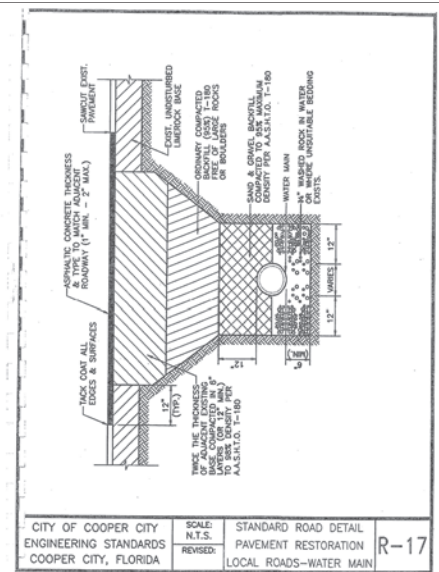 TACK COAT ALL
EDGES & SURFACES
ASPHALTIC CONCRETE THICKNESS
& TYPE TO MATCH ADJACENT
ROADWAY (1" MIN. - 2" MAX.)
SAWCUT EXIST.
PAVEMENT
EXIST. UNDISTURBED
LIMEROCK BASE
ORDINARY COMPACTED
BACKFILL (95%) T-180
FREE OF LARGE ROCKS
OR BOULDERS
SAND & GRAVEL BACKFILL
COMPACTED TO 95% MAXIMUM
DENSITY PER A.A.S.H.T.O. T-180
WATER MAIN
¾" WASHED ROCK IN WATER
OR WHERE UNSUITABLE BEDDING
EXISTS.
12"
(TYP.)
TWICE THE THICKNESS
OF ADJACENT EXISTING
BASE COMPACTED IN 6"
LAYERS (OR 12" MIN.)
TO 98% DENSITY PER
A.A.S.H.T.O. T-180
12"
6"
(MIN.)
12"
VARIES
12"
CITY OF COOPER CITY
ENGINEERING STANDARDS
COOPER CITY, FLORIDA
SCALE:
N.T.S.
REVISED:
STANDARD ROAD DETAIL
PAVEMENT RESTORATION
LOCAL ROADS-WATER MAIN
R-17